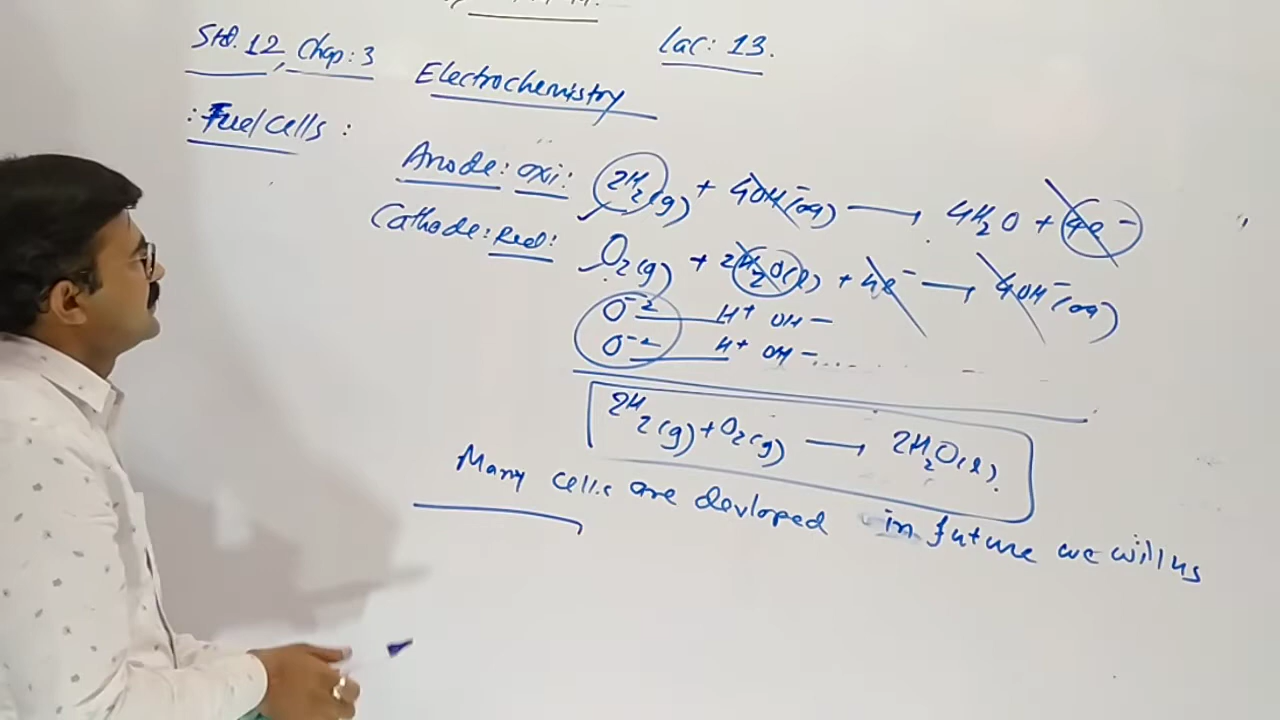 Std. 12, Chap: 3
Lac: 13.
Electrochemistry
: Fuel cells :
Anode: oxi: 2H2(g) + 4OH-(aq) → 4H2O + 4e-
Cathode: Red: O2(g) + 2H2O(l) + 4e- → 4OH-(aq)
O-2 H+ OH-
O-2 H+ OH-....
2H2(g) + O2(g) → 2H2O(l).
Many cells are devloped in future we will us